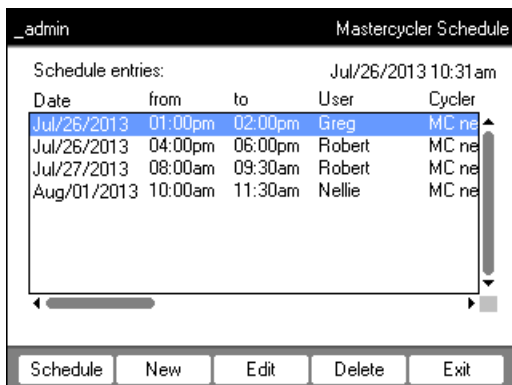 _admin Mastercycler Schedule
Schedule entries: Jul/26/2013 10:31am
Date from to User Cycler
Jul/26/2013 01:00pm 02:00pm Greg MC ne
Jul/26/2013 04:00pm 06:00pm Robert MC ne
Jul/27/2013 08:00am 09:30am Robert MC ne
Aug/01/2013 10:00am 11:30am Nellie MC ne
Schedule New Edit Delete Exit